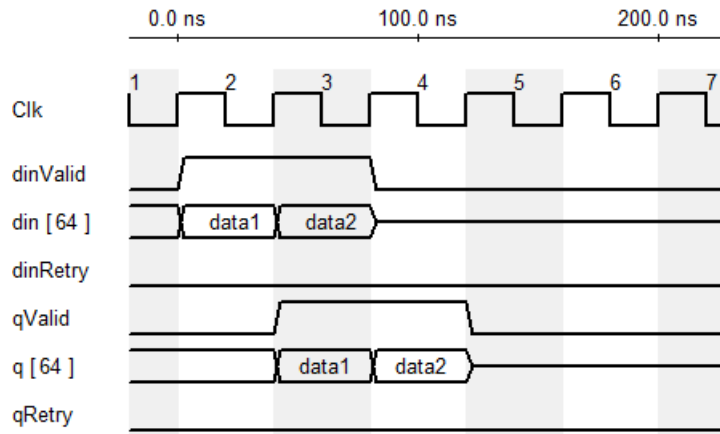 0.0 ns 100.0 ns 200.0 ns
1 2 3 4 5 6 7
Clk
dinValid
din [ 64 ] data1 data2
dinRetry
qValid
q [ 64 ] data1 data2
qRetry